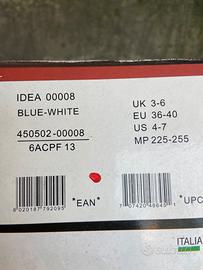 IDEA 00008
BLUE-WHITE
450502-00008
6ACPF 13
UK 3-6
EU 36-40
US 4-7
MP 225-255
8020187792095
*EAN*
*UPC
ITALIA